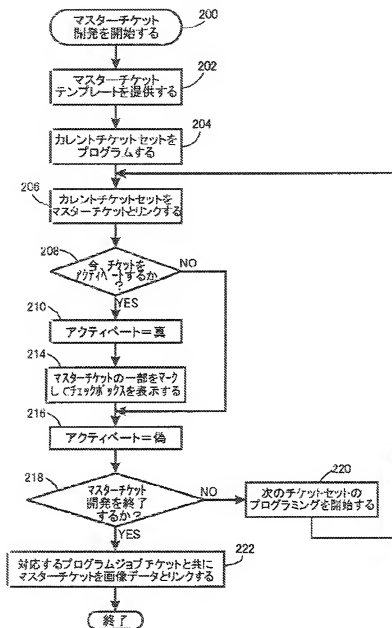 マスターチケット
開発を開始する
200
マスターチケット
テンプレートを提供する
202
カレントチケットセットを
プログラムする
204
206
カレントチケットセットを
マスターチケットとリンクする
208
今、チケットを
アクティベートするか
?
NO
YES
210
アクティベート=真
214
マスターチケットの一部をマーク
してチェックボックスを表示する
216
アクティベート=偽
218
マスターチケット
開発を終了
するか?
NO
220
次のチケットセットの
プログラミングを開始する
YES
222
対応するプログラムジョブチケットと共に
マスターチケットを画像データとリンクする
終了